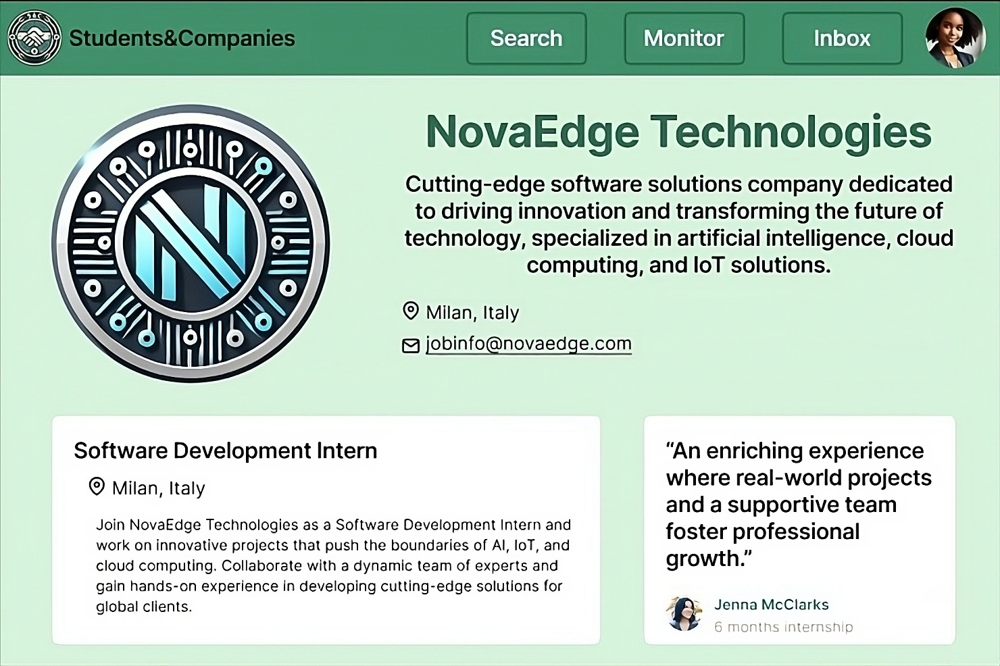 Students&Companies
Search
Monitor
Inbox
NovaEdge Technologies
Cutting-edge software solutions company dedicated
to driving innovation and transforming the future of
technology, specialized in artificial intelligence, cloud
computing, and IoT solutions.
Milan, Italy
jobinfo@novaedge.com
Software Development Intern
Milan, Italy
Join NovaEdge Technologies as a Software Development Intern and
work on innovative projects that push the boundaries of AI, IoT, and
cloud computing. Collaborate with a dynamic team of experts and
gain hands-on experience in developing cutting-edge solutions for
global clients.
“An enriching experience
where real-world projects
and a supportive team
foster professional
growth.”
Jenna McClarks
6 months internship